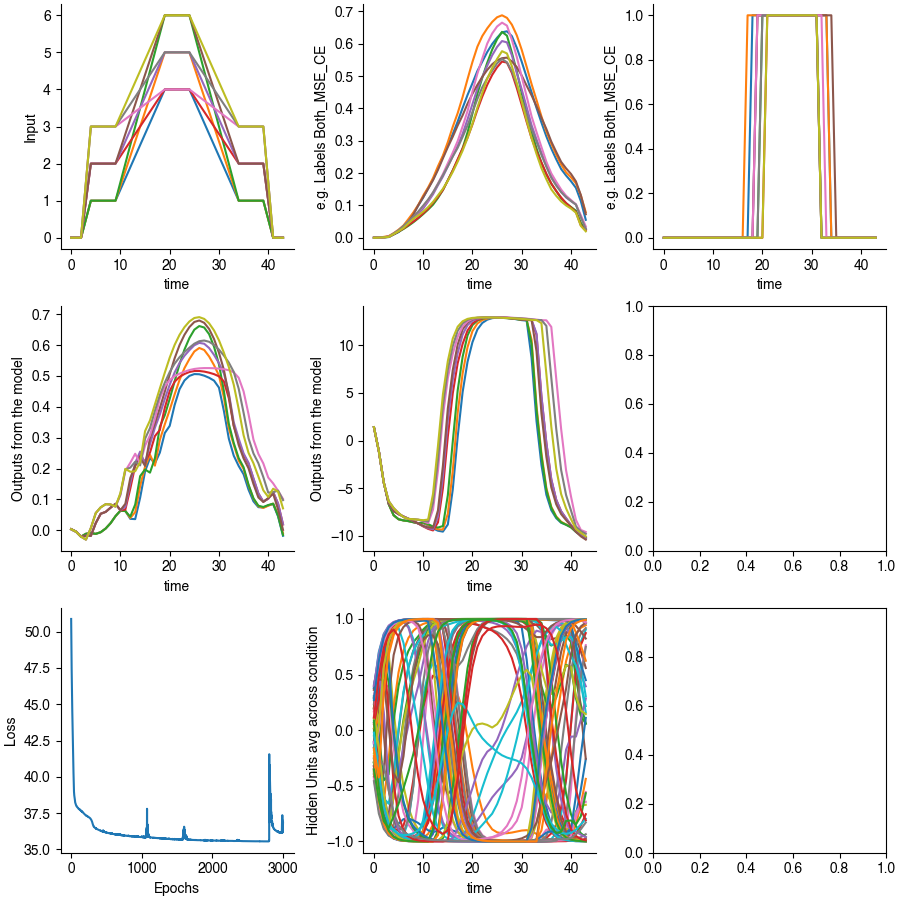 6
5
4
3
2
1
0
Input
0 10 20 30 40
time
0.7
0.6
0.5
0.4
0.3
0.2
0.1
0.0
e.g. Labels Both_MSE_CE
0 10 20 30 40
time
1.0
0.8
0.6
0.4
0.2
0.0
e.g. Labels Both_MSE_CE
0 10 20 30 40
time
0.7
0.6
0.5
0.4
0.3
0.2
0.1
0.0
Outputs from the model
0 10 20 30 40
time
10
5
0
−5
−10
Outputs from the model
0 10 20 30 40
time
1.0
0.8
0.6
0.4
0.2
0.0
0.0 0.2 0.4 0.6 0.8 1.0
50.0
47.5
45.0
42.5
40.0
37.5
35.0
Loss
0 1000 2000 3000
Epochs
1.0
0.5
0.0
−0.5
−1.0
Hidden Units avg across condition
0 10 20 30 40
time
1.0
0.8
0.6
0.4
0.2
0.0
0.0 0.2 0.4 0.6 0.8 1.0